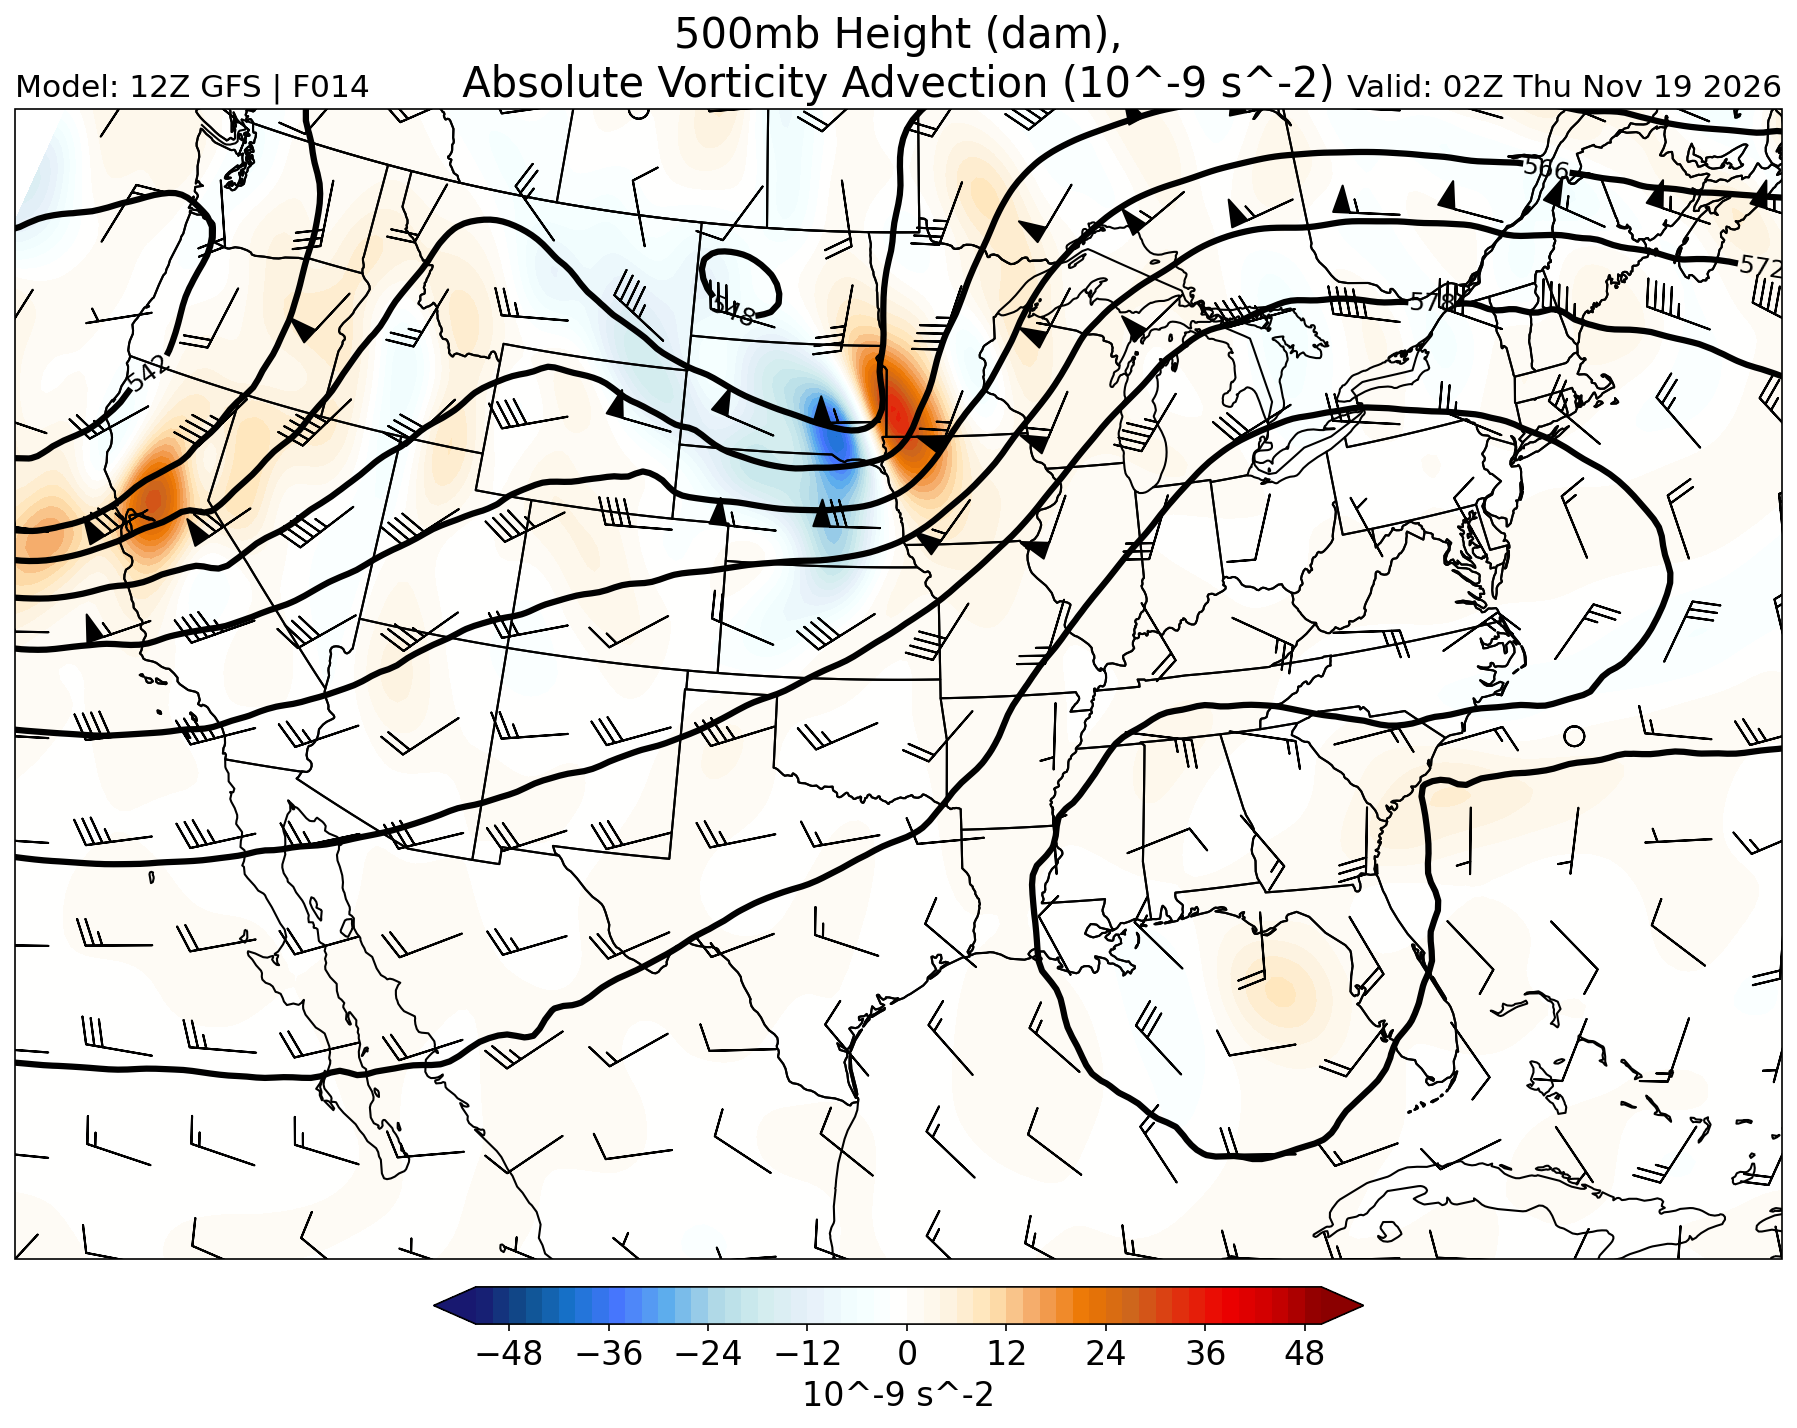 500mb Height (dam),
Model: 12Z GFS | F014 Absolute Vorticity Advection (10^-9 s^-2) Valid: 02Z Thu Nov 19 2026
566
572
548
578
542
−48 −36 −24 −12 0 12 24 36 48
10^-9 s^-2